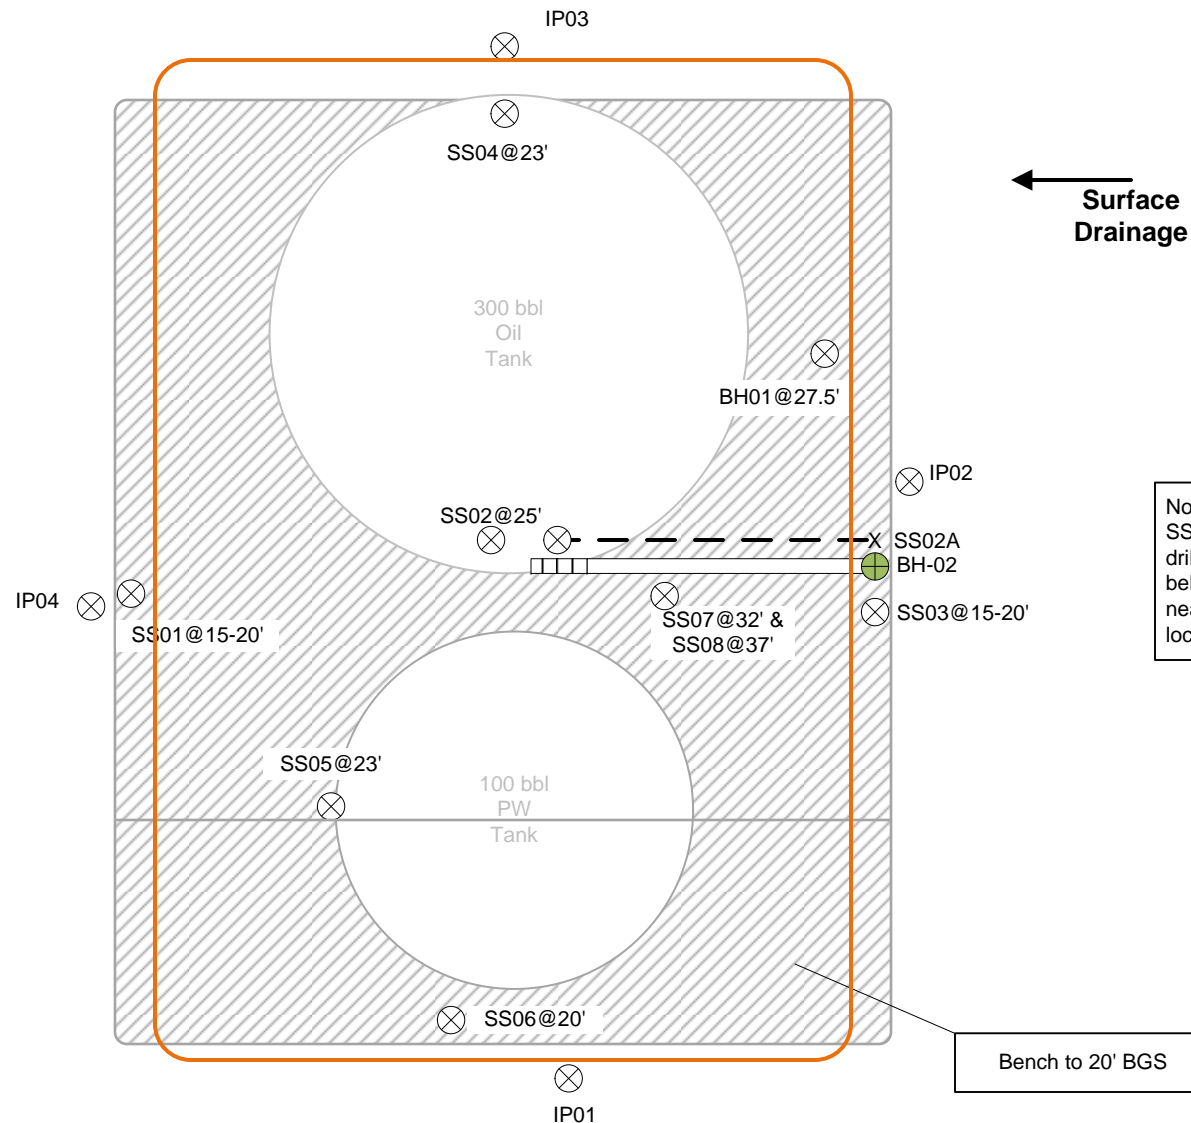 IP03
SS04@23'
Surface
Drainage
300 bbl
Oil
Tank
BH01@27.5'
IP02
SS02@25'
X SS02A
BH-02
IP04
SS01@15-20'
SS07@32' &
SS08@37'
SS03@15-20'
SS05@23'
100 bbl
PW
Tank
SS06@20'
Bench to 20' BGS
IP01